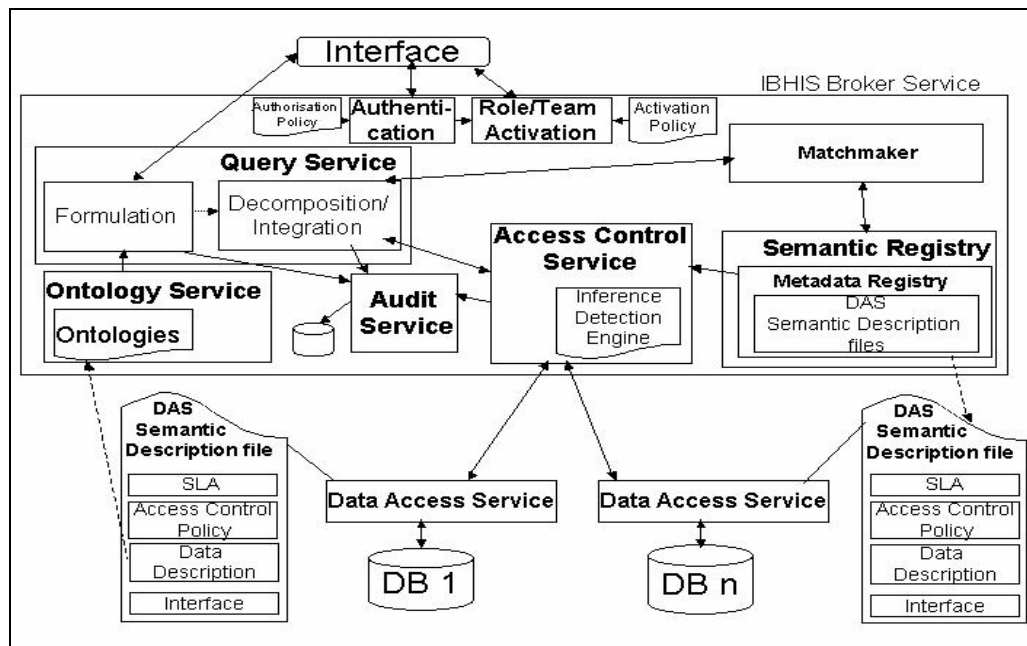 Interface
IBHIS Broker Service
Authorisation
Policy
Authenti-
cation
Role/Team
Activation
Activation
Policy
Matchmaker
Query Service
Formulation
Decomposition/
Integration
Access Control
Service
Inference
Detection
Engine
Semantic Registry
Metadata Registry
DAS
Semantic Description
files
Ontology Service
Ontologies
Audit
Service
DAS
Semantic
Description file
SLA
Access Control
Policy
Data
Description
Interface
Data Access Service
DB 1
Data Access Service
DB n
DAS
Semantic
Description file
SLA
Access Control
Policy
Data
Description
Interface